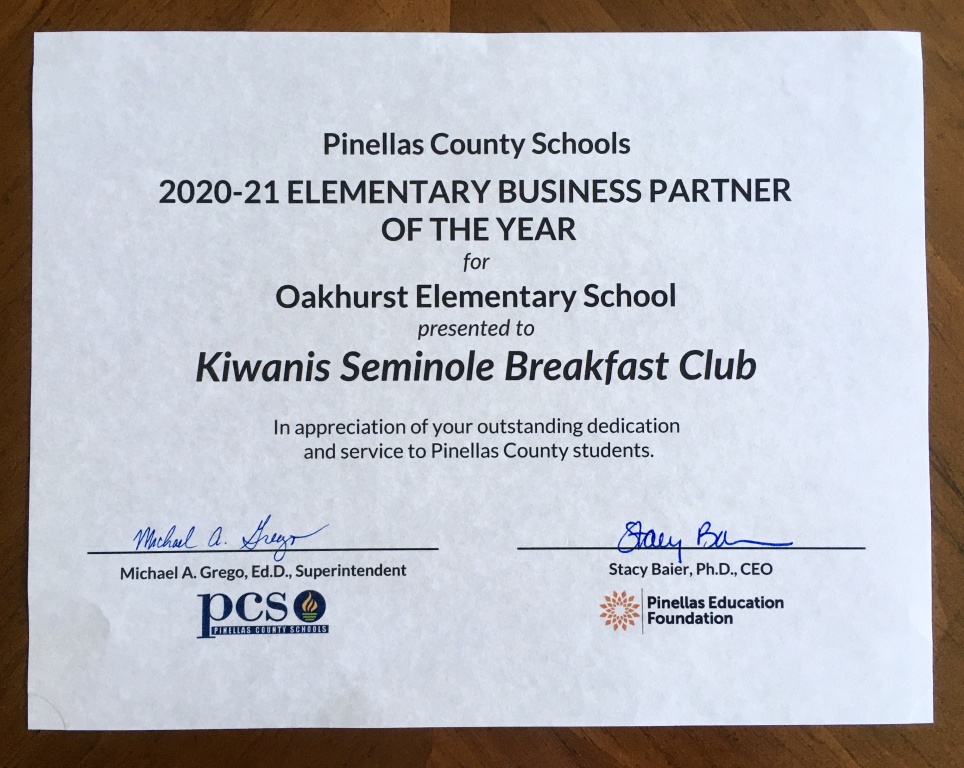 Pinellas County Schools
2020-21 ELEMENTARY BUSINESS PARTNER
OF THE YEAR
for
Oakhurst Elementary School
presented to
Kiwanis Seminole Breakfast Club
In appreciation of your outstanding dedication
and service to Pinellas County students.
Michael A. Grego
Michael A. Grego, Ed.D., Superintendent
pcs
PINELLAS COUNTY SCHOOLS
Stacy Baier
Stacy Baier, Ph.D., CEO
Pinellas Education
Foundation